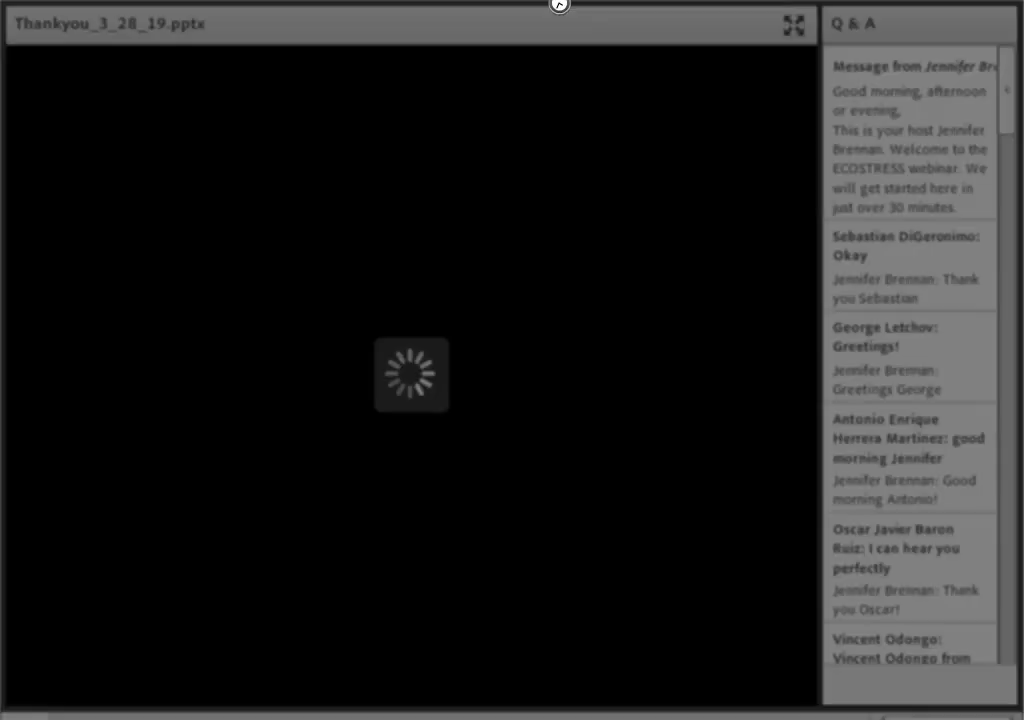 Thankyou_3_28_19.pptx
Q & A
Message from Jennifer Bre
Good morning, afternoon
or evening,
This is your host Jennifer
Brennan. Welcome to the
ECOSTRESS webinar. We
will get started here in
just over 30 minutes.
Sebastian DiGeronimo:
Okay
Jennifer Brennan: Thank
you Sebastian
George Letchov:
Greetings!
Jennifer Brennan:
Greetings George
Antonio Enrique
Herrera Martinez: good
morning Jennifer
Jennifer Brennan: Good
morning Antonio!
Oscar Javier Baron
Ruiz: I can hear you
perfectly
Jennifer Brennan: Thank
you Oscar!
Vincent Odongo:
Vincent Odongo from